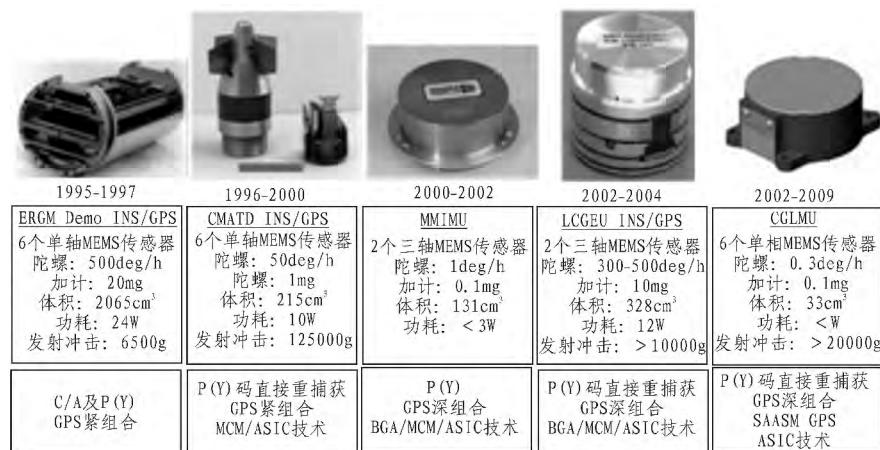 1995-1997
ERGM Demo INS/GPS
6个单轴MEMS传感器
陀螺: 500deg/h
加计: 20mg
体积: 2065cm³
功耗: 24W
发射冲击: 6500g
C/A及P(Y)
GPS紧组合
1996-2000
CMATD INS/GPS
6个单轴MEMS传感器
陀螺: 50deg/h
陀螺: 1mg
体积: 215cm³
功耗: 10W
发射冲击: 125000g
P(Y)码直接重捕获
GPS紧组合
MCM/ASIC技术
2000-2002
MMIMU
2个三轴MEMS传感器
陀螺: 1deg/h
加计: 0.1mg
体积: 131cm³
功耗: <3W
P(Y)
GPS深组合
BGA/MCM/ASIC技术
2002-2004
LCGEU INS/GPS
2个三轴MEMS传感器
陀螺: 300-500deg/h
加计: 10mg
体积: 328cm³
功耗: 12W
发射冲击: >10000g
P(Y)码直接重捕获
GPS深组合
BGA/MCM/ASIC技术
2002-2009
CGLMU
6个单相MEMS传感器
陀螺: 0.3deg/h
加计: 0.1mg
体积: 33cm³
功耗: <W
发射冲击: >20000g
P(Y)码直接重捕获
GPS深组合
SAASM GPS
ASIC技术